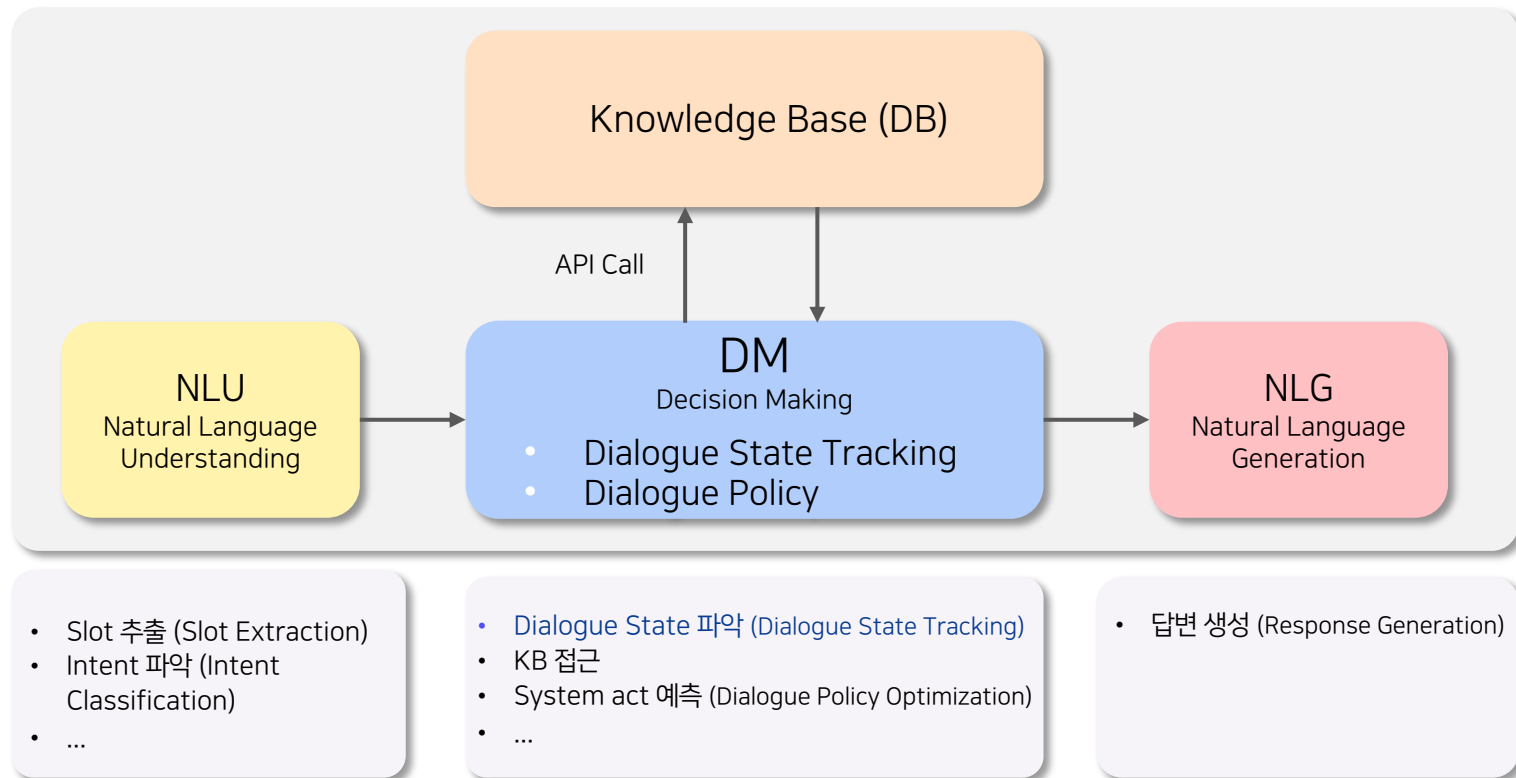 Knowledge Base (DB)
API Call
NLU
Natural Language
Understanding
DM
Decision Making
• Dialogue State Tracking
• Dialogue Policy
NLG
Natural Language
Generation
• Slot 추출 (Slot Extraction)
• Intent 파악 (Intent
Classification)
• ...
• Dialogue State 파악 (Dialogue State Tracking)
• KB 접근
• System act 예측 (Dialogue Policy Optimization)
• ...
• 답변 생성 (Response Generation)